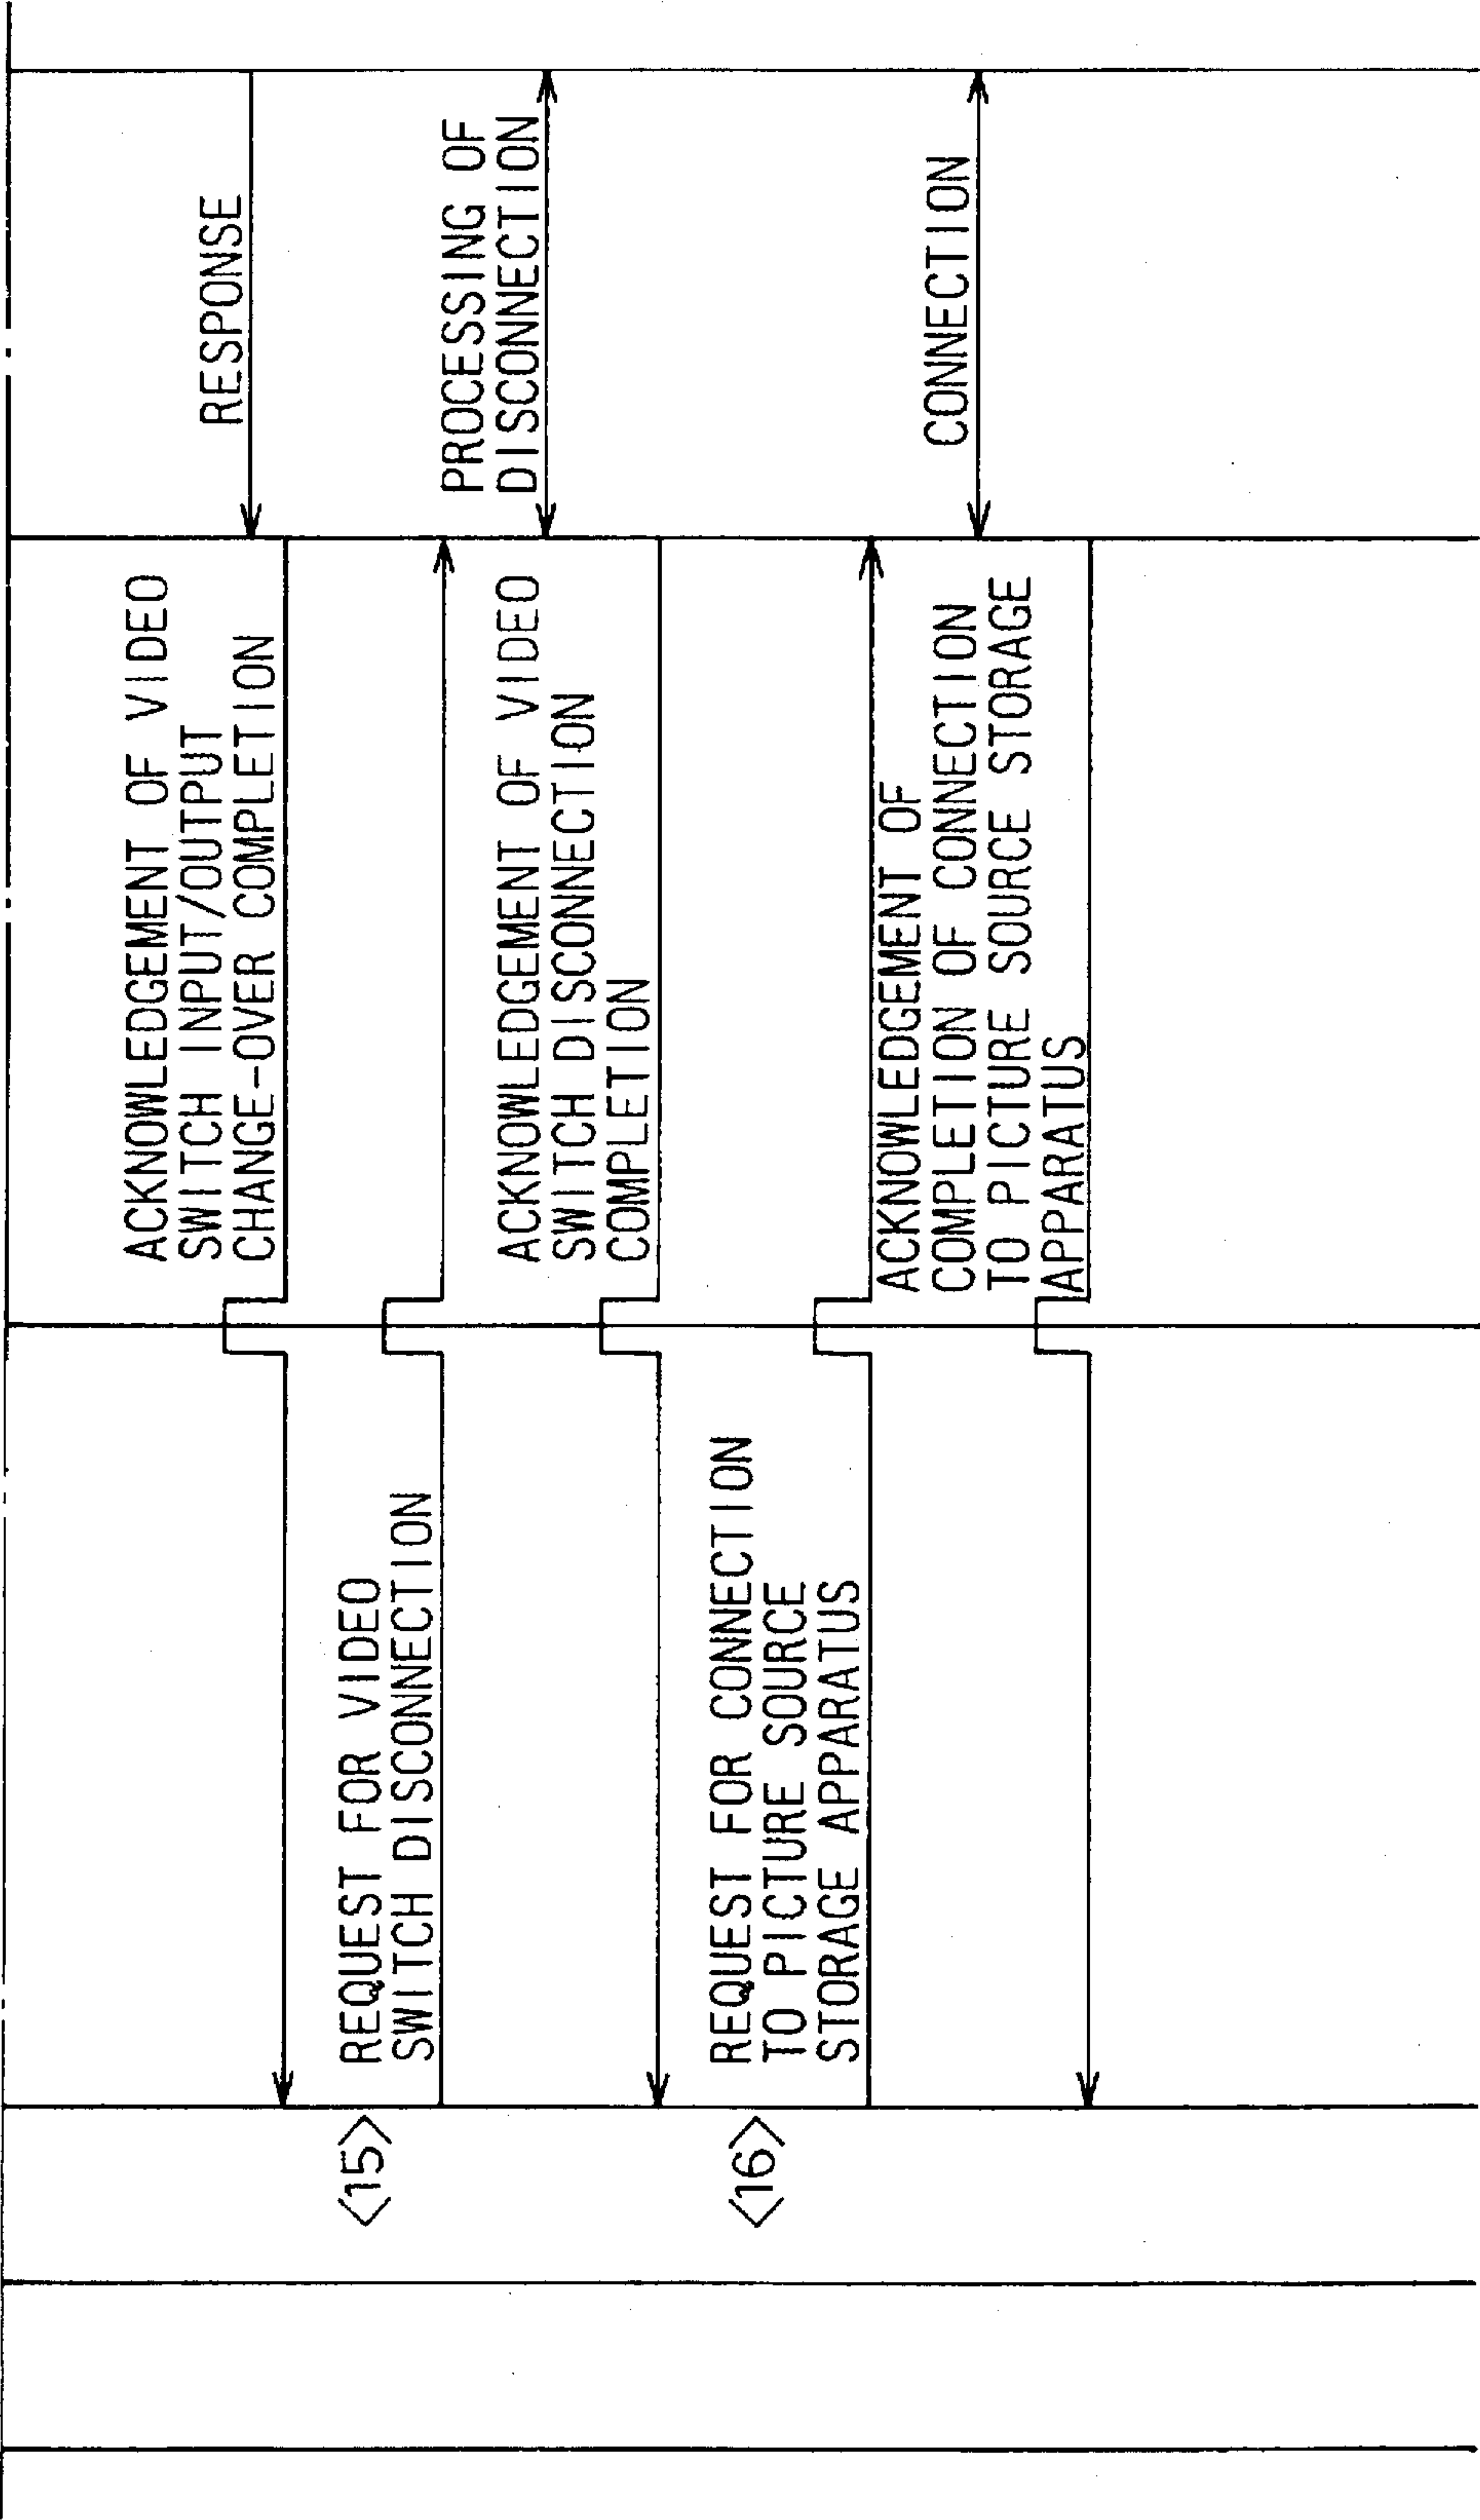 RESPONSE
ACKNOWLEDGEMENT OF VIDEO
SWITCH INPUT/OUTPUT
CHANGE-OVER COMPLETION
<15>
REQUEST FOR VIDEO
SWITCH DISCONNECTION
PROCESSING OF
DISCONNECTION
ACKNOWLEDGEMENT OF VIDEO
SWITCH DISCONNECTION
COMPLETION
<16>
REQUEST FOR CONNECTION
TO PICTURE SOURCE
STORAGE APPARATUS
CONNECTION
ACKNOWLEDGEMENT OF
COMPLETION OF CONNECTION
TO PICTURE SOURCE STORAGE
APPARATUS